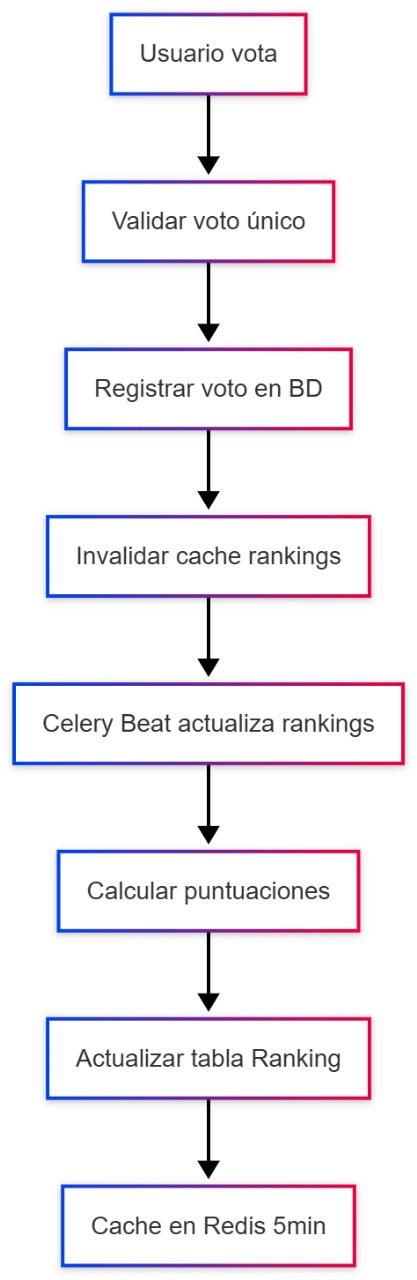 Usuario vota
Validar voto único
Registrar voto en BD
Invalidar cache rankings
Celery Beat actualiza rankings
Calcular puntuaciones
Actualizar tabla Ranking
Cache en Redis 5min